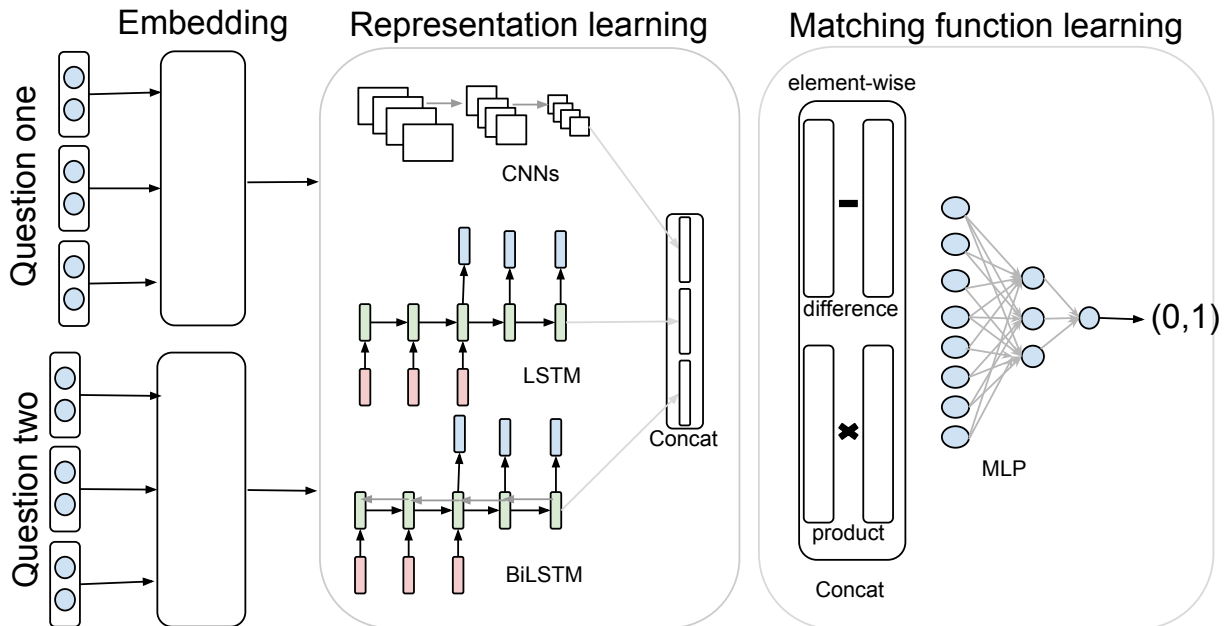 Embedding
Representation learning
Matching function learning
Question one
Question two
CNNs
LSTM
BiLSTM
Concat
element-wise
difference
product
Concat
MLP
(0,1)